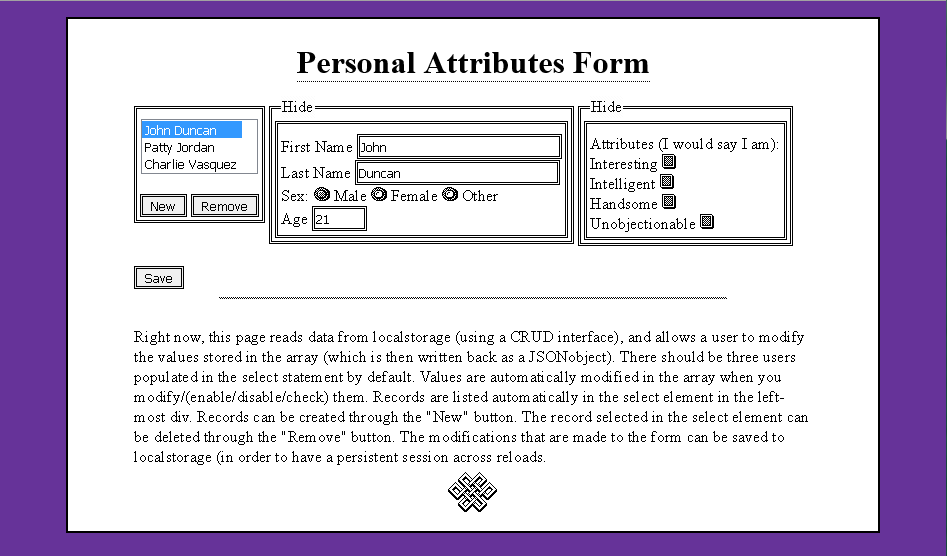 Personal Attributes Form
Hide
Hide
John Duncan
Patty Jordan
Charlie Vasquez
New Remove
First Name John
Last Name Duncan
Sex: Male Female Other
Age 21
Attributes (I would say I am):
Interesting
Intelligent
Handsome
Unobjectionable
Save
Right now, this page reads data from localstorage (using a CRUD interface), and allows a user to modify
the values stored in the array (which is then written back as a JSONobject). There should be three users
populated in the select statement by default. Values are automatically modified in the array when you
modify/(enable/disable/check) them. Records are listed automatically in the select element in the left-
most div. Records can be created through the "New" button. The record selected in the select element can
be deleted through the "Remove" button. The modifications that are made to the form can be saved to
localstorage (in order to have a persistent session across reloads.